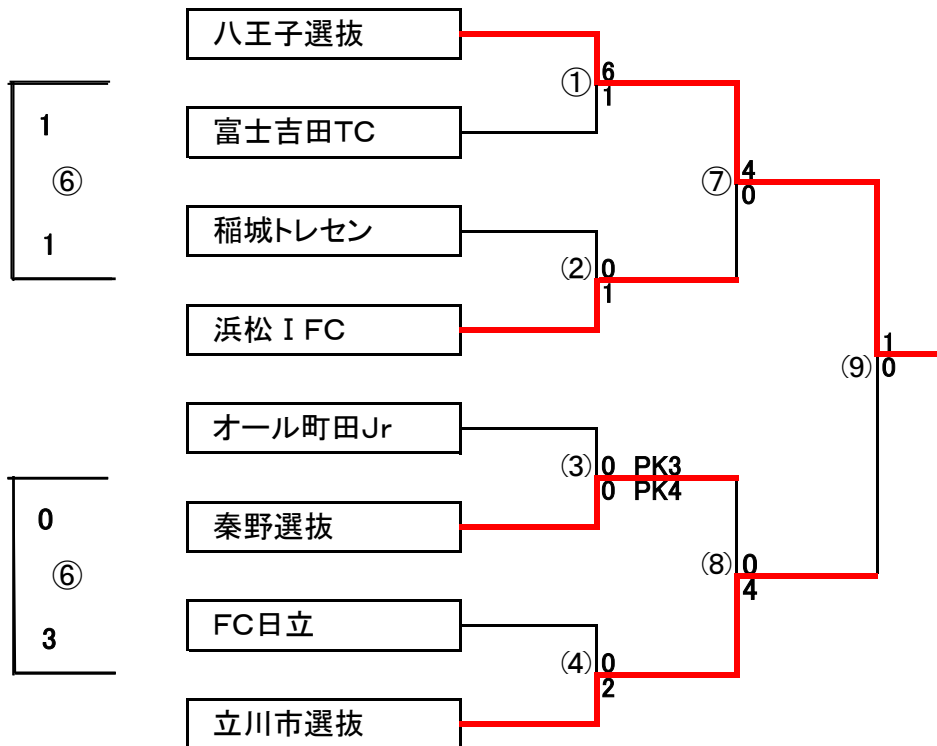 八王子選抜
6
①
1
1
富士吉田TC
4
⑥
⑦
0
稲城トレセン
1
(2) 0
1
浜松ＩFC
1
(9) 0
オール町田Jr
(3) 0 PK3
0 PK4
0
秦野選抜
(8) 0
⑥
4
FC日立
3
(4) 0
2
立川市選抜